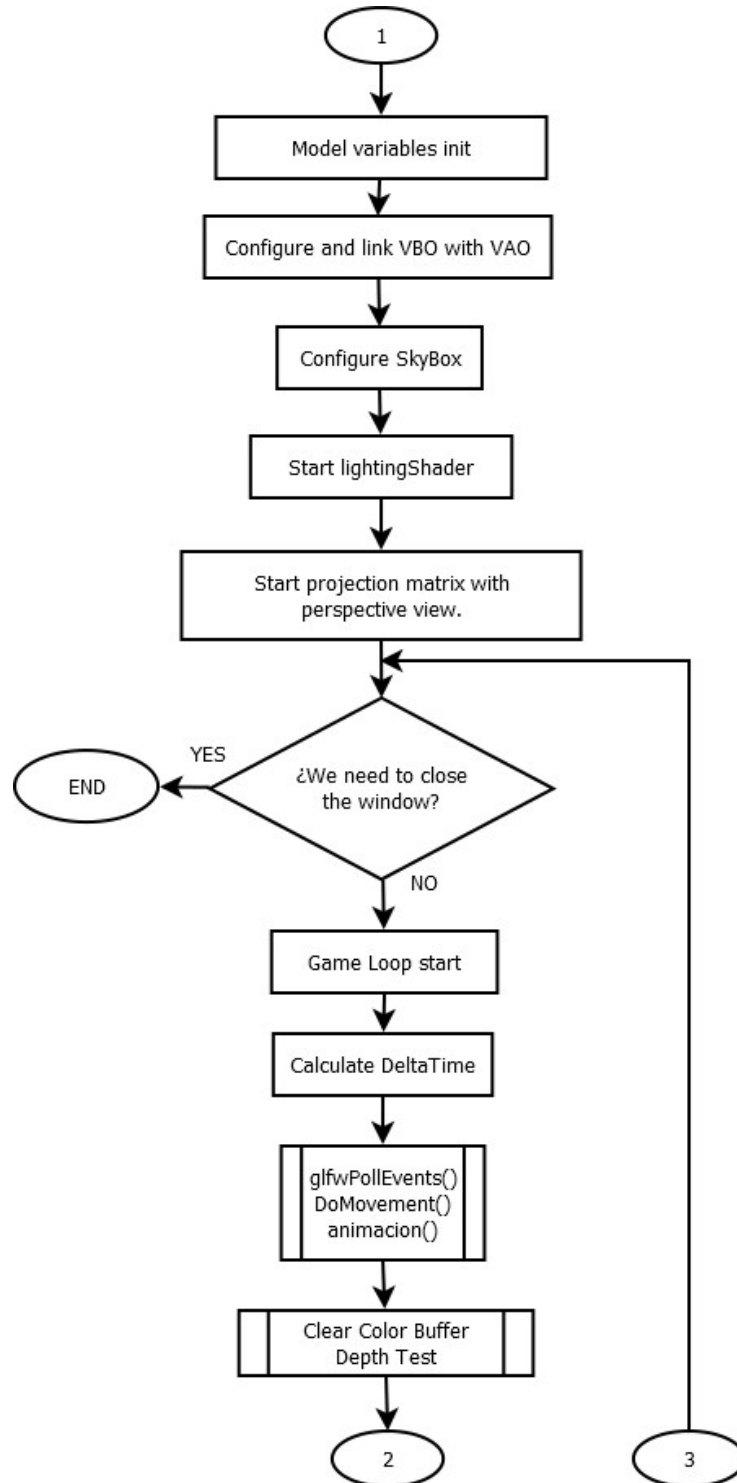 1
Model variables init
Configure and link VBO with VAO
Configure SkyBox
Start lightingShader
Start projection matrix with
perspective view.
¿We need to close
the window?
YES
END
NO
Game Loop start
Calculate DeltaTime
glfwPollEvents()
DoMovement()
animacion()
Clear Color Buffer
Depth Test
2
3